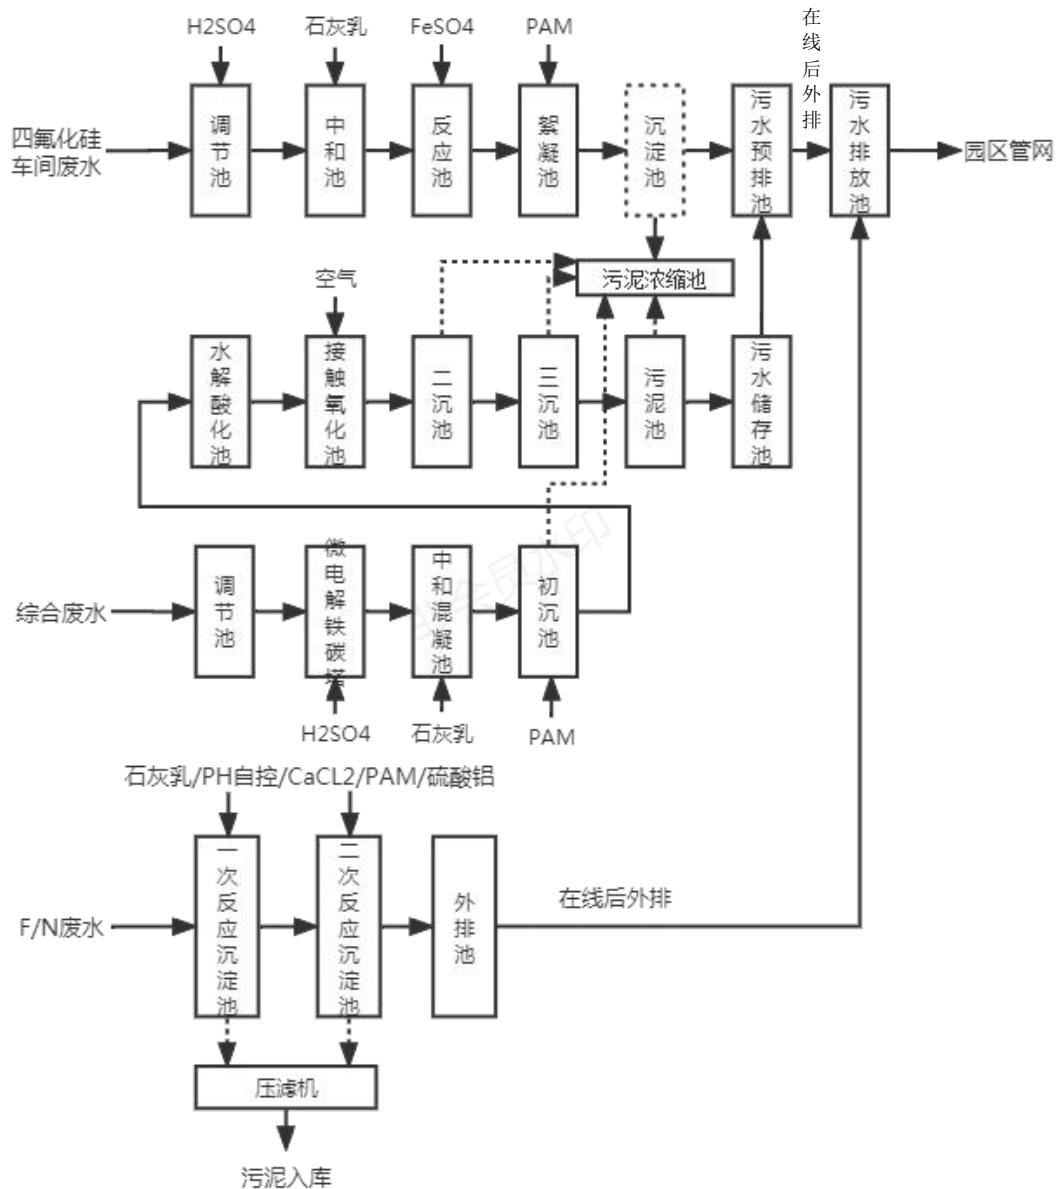 H2SO4
石灰乳
FeSO4
PAM
在线后外排
四氟化硅
车间废水
调节池
中和池
反应池
絮凝池
沉淀池
污水预排池
污水排放池
园区管网
空气
污泥浓缩池
水解酸化池
接触氧化池
二沉池
三沉池
污泥池
污水储存池
综合废水
调节池
微电解铁碳塔
中和混凝池
初沉池
H2SO4
石灰乳
PAM
会员水印
石灰乳/PH自控/CaCL2/PAM/硫酸铝
F/N废水
一次反应沉淀池
二次反应沉淀池
外排池
在线后外排
压滤机
污泥入库